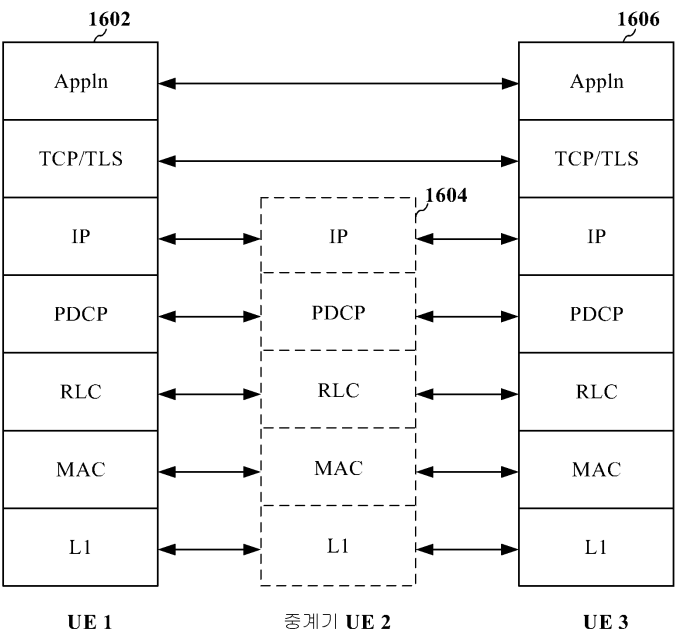 1602 1606
Appln Appln
TCP/TLS TCP/TLS
1604
IP IP IP
PDCP PDCP PDCP
RLC RLC RLC
MAC MAC MAC
L1 L1 L1
UE 1 중계기 UE 2 UE 3